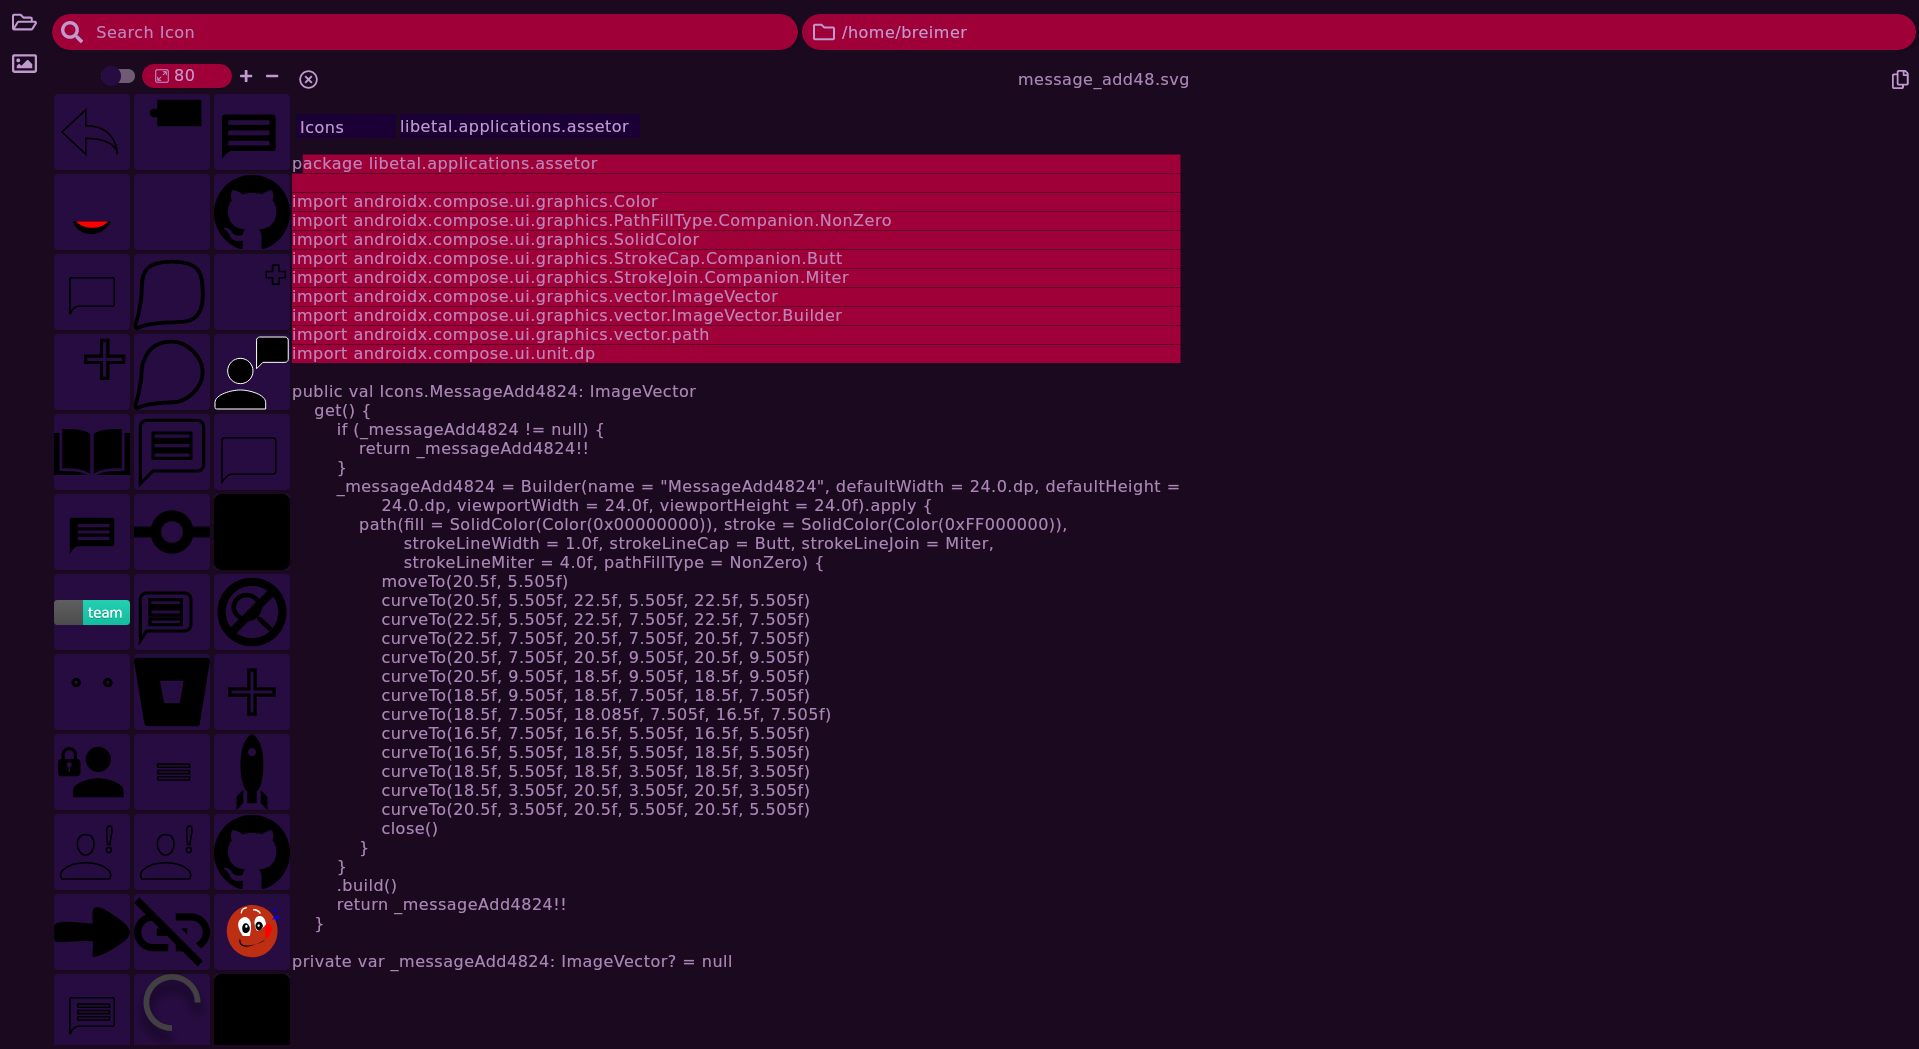 Search Icon
/home/breimer
80
message_add48.svg
Icons
libetal.applications.assetor
package libetal.applications.assetor
import androidx.compose.ui.graphics.Color
import androidx.compose.ui.graphics.PathFillType.Companion.NonZero
import androidx.compose.ui.graphics.SolidColor
import androidx.compose.ui.graphics.StrokeCap.Companion.Butt
import androidx.compose.ui.graphics.StrokeJoin.Companion.Miter
import androidx.compose.ui.graphics.vector.ImageVector
import androidx.compose.ui.graphics.vector.ImageVector.Builder
import androidx.compose.ui.graphics.vector.path
import androidx.compose.ui.unit.dp
public val Icons.MessageAdd4824: ImageVector
get() {
if (_messageAdd4824 != null) {
return _messageAdd4824!!
}
_messageAdd4824 = Builder(name = "MessageAdd4824", defaultWidth = 24.0.dp, defaultHeight =
24.0.dp, viewportWidth = 24.0f, viewportHeight = 24.0f).apply {
path(fill = SolidColor(Color(0x00000000)), stroke = SolidColor(Color(0xFF000000)),
strokeLineWidth = 1.0f, strokeLineCap = Butt, strokeLineJoin = Miter,
strokeLineMiter = 4.0f, pathFillType = NonZero) {
moveTo(20.5f, 5.505f)
curveTo(20.5f, 5.505f, 22.5f, 5.505f, 22.5f, 5.505f)
curveTo(22.5f, 5.505f, 22.5f, 7.505f, 22.5f, 7.505f)
curveTo(22.5f, 7.505f, 20.5f, 7.505f, 20.5f, 7.505f)
curveTo(20.5f, 7.505f, 20.5f, 9.505f, 20.5f, 9.505f)
curveTo(20.5f, 9.505f, 18.5f, 9.505f, 18.5f, 9.505f)
curveTo(18.5f, 9.505f, 18.5f, 7.505f, 18.5f, 7.505f)
curveTo(18.5f, 7.505f, 18.085f, 7.505f, 16.5f, 7.505f)
curveTo(16.5f, 7.505f, 16.5f, 5.505f, 16.5f, 5.505f)
curveTo(16.5f, 5.505f, 18.5f, 5.505f, 18.5f, 5.505f)
curveTo(18.5f, 5.505f, 18.5f, 3.505f, 18.5f, 3.505f)
curveTo(18.5f, 3.505f, 20.5f, 3.505f, 20.5f, 3.505f)
curveTo(20.5f, 3.505f, 20.5f, 5.505f, 20.5f, 5.505f)
close()
}
}
.build()
return _messageAdd4824!!
}
private var _messageAdd4824: ImageVector? = null
team